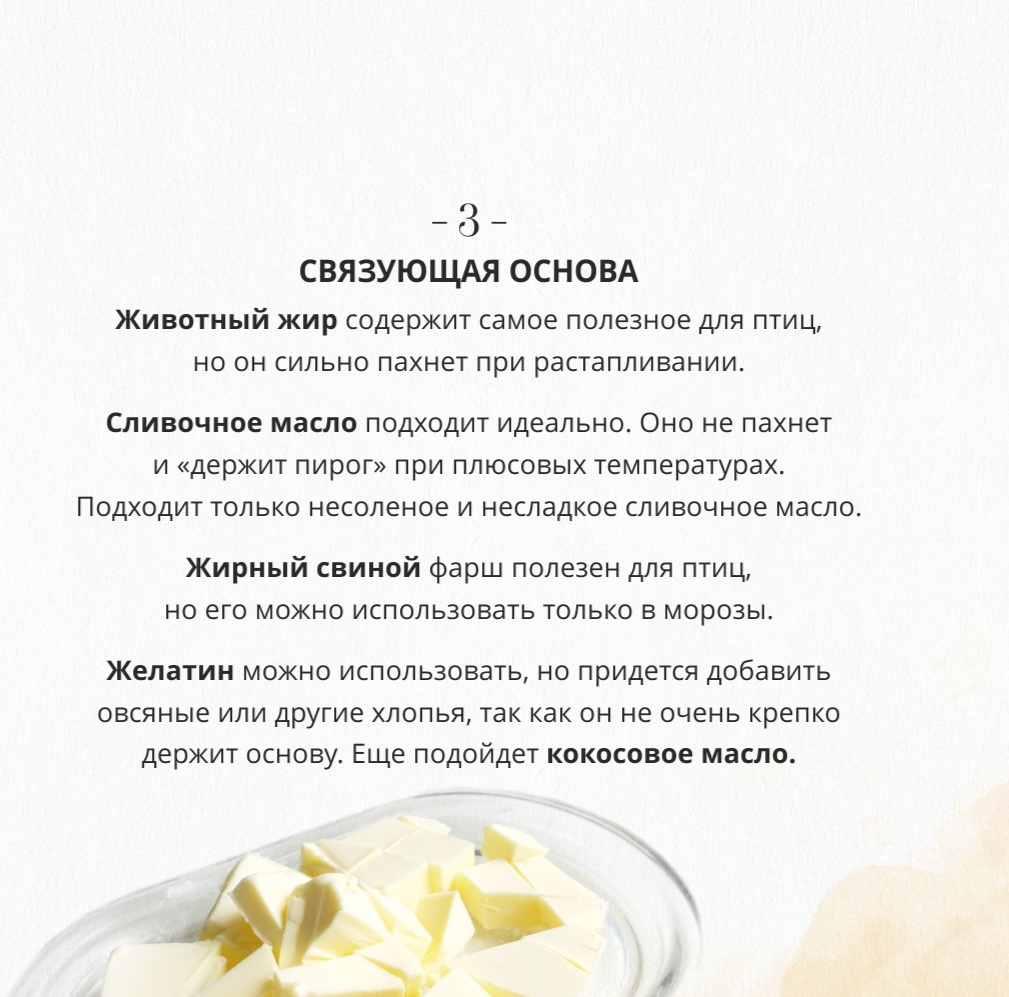 - 3 -
СВЯЗУЮЩАЯ ОСНОВА
Животный жир содержит самое полезное для птиц,
но он сильно пахнет при растапливании.
Сливочное масло подходит идеально. Оно не пахнет
и «держит пирог» при плюсовых температурах.
Подходит только несоленое и несладкое сливочное масло.
Жирный свиной фарш полезен для птиц,
но его можно использовать только в морозы.
Желатин можно использовать, но придется добавить
овсяные или другие хлопья, так как он не очень крепко
держит основу. Еще подойдет кокосовое масло.